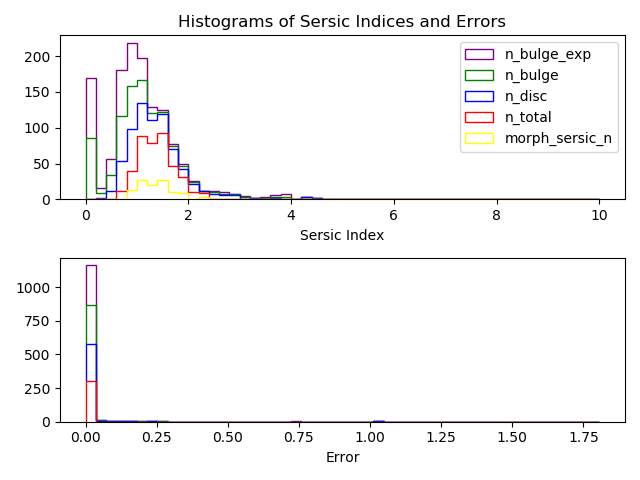 Histograms of Sersic Indices and Errors
200
150
100
50
0
n_bulge_exp
n_bulge
n_disc
n_total
morph_sersic_n
0 2 4 6 8 10
Sersic Index
1000
750
500
250
0
0.00 0.25 0.50 0.75 1.00 1.25 1.50 1.75
Error